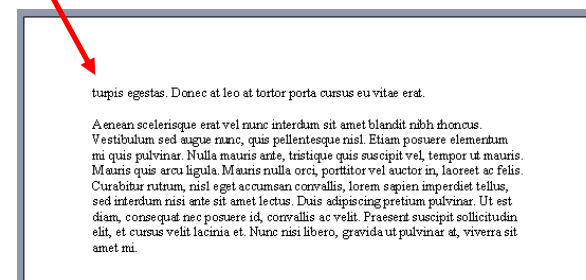 turpis egestas. Donec at leo at tortor porta cursus eu vitae erat.
Aenean scelerisque erat vel nunc interdum sit amet blandit nibh rhoncus.
Vestibulum sed augue nunc, quis pellentesque nisl. Etiam posuere elementum
mi quis pulvinar. Nulla mauris ante, tristique quis suscipit vel, tempor ut mauris.
Mauris quis arcu ligula. Mauris nulla orci, porttitor vel auctor in, laoreet ac felis.
Curabitur rutrum, nisl eget accumsan convallis, lorem sapien imperdiet tellus,
sed interdum nisi ante sit amet lectus. Duis adipiscing pretium pulvinar. Ut est
diam, consequat nec posuere id, convallis ac velit. Praesent suscipit sollicitudin
elit, et cursus velit lacinia et. Nunc nisi libero, gravida ut pulvinar at, viverra sit
amet mi.